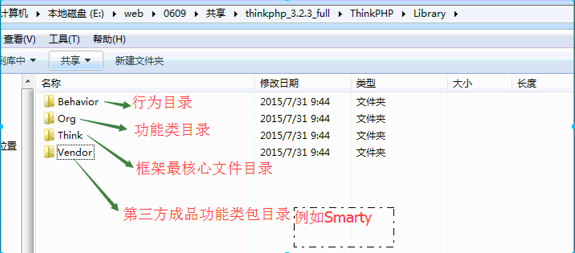 计算机 ▸ 本地磁盘 (E:) ▸ web ▸ 0609 ▸ 共享 ▸ thinkphp_3.2.3_full ▸ ThinkPHP ▸ Library ▸
查看(V) 工具(T) 帮助(H)
到库中 共享 新建文件夹
名称 修改日期 类型 大小 长度
Behavior 行为目录 2015/7/31 9:44 文件夹
Org 功能类目录 2015/7/31 9:44 文件夹
Think 2015/7/31 9:44 文件夹
位置 Vendor 2015/7/31 9:44 文件夹
框架最核心文件目录
第三方成品功能类包目录 例如Smarty